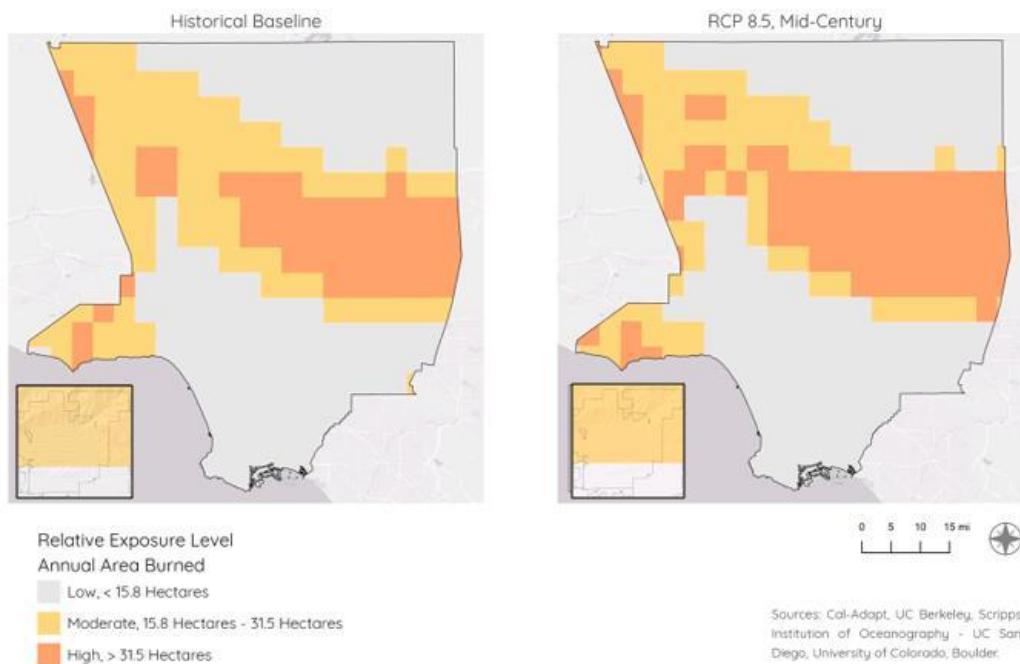 Historical Baseline
RCP 8.5, Mid-Century
Relative Exposure Level
Annual Area Burned
Low, < 15.8 Hectares
Moderate, 15.8 Hectares - 31.5 Hectares
High, > 31.5 Hectares
0 5 10 15 mi
Sources: Cal-Adapt, UC Berkeley, Scripps
Institution of Oceanography - UC San
Diego, University of Colorado, Boulder.